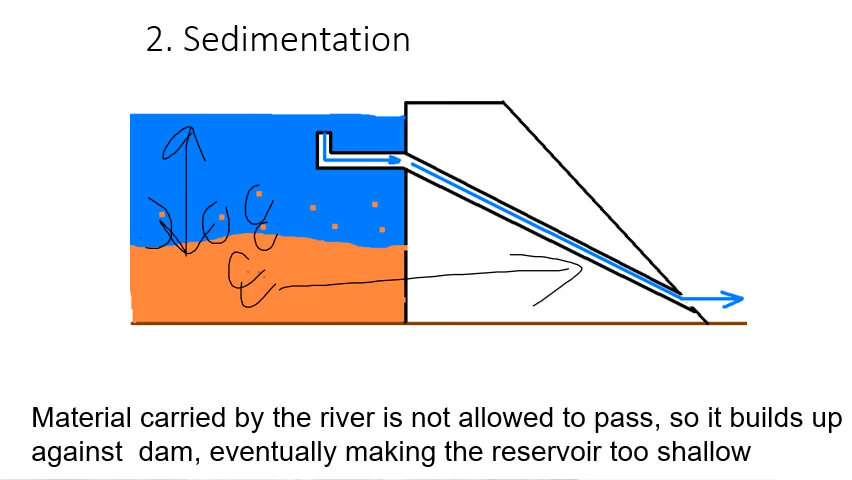 2. Sedimentation
Material carried by the river is not allowed to pass, so it builds up
against  dam, eventually making the reservoir too shallow